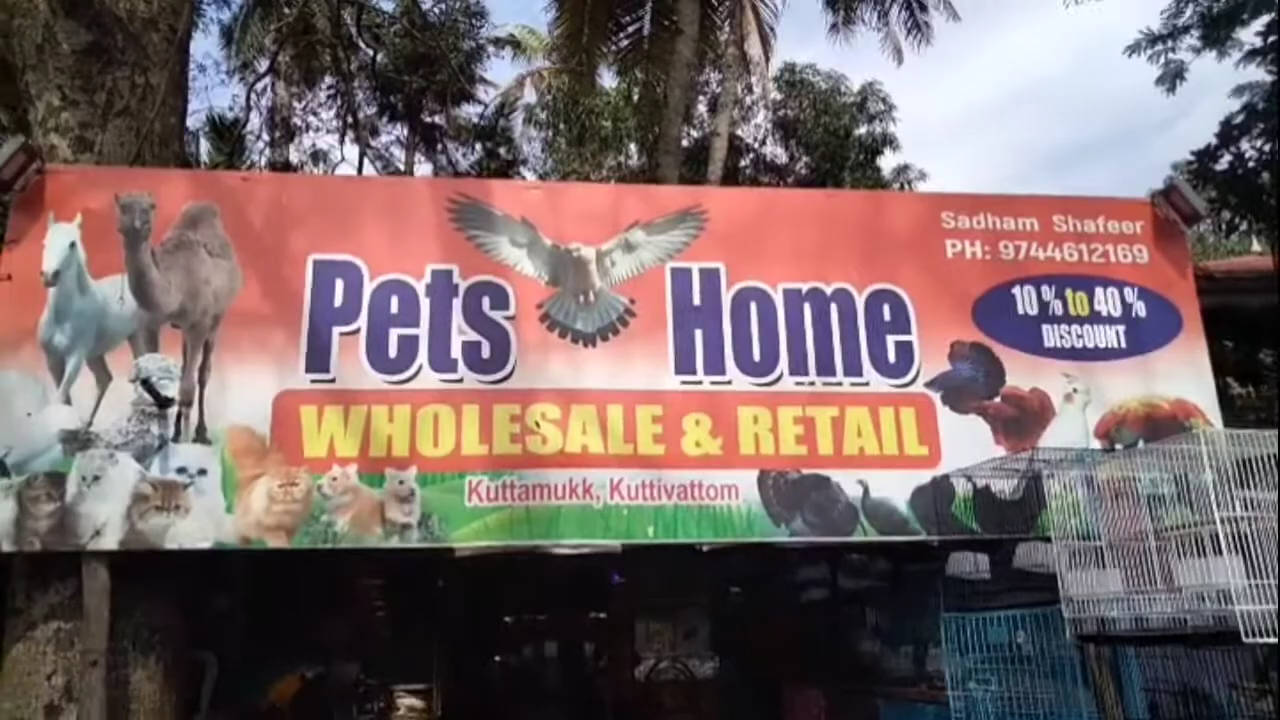 Sadham Shafeer
PH: 9744612169
Pets Home
10 % to 40 %
DISCOUNT
WHOLESALE & RETAIL
Kuttamukk, Kuttivattom